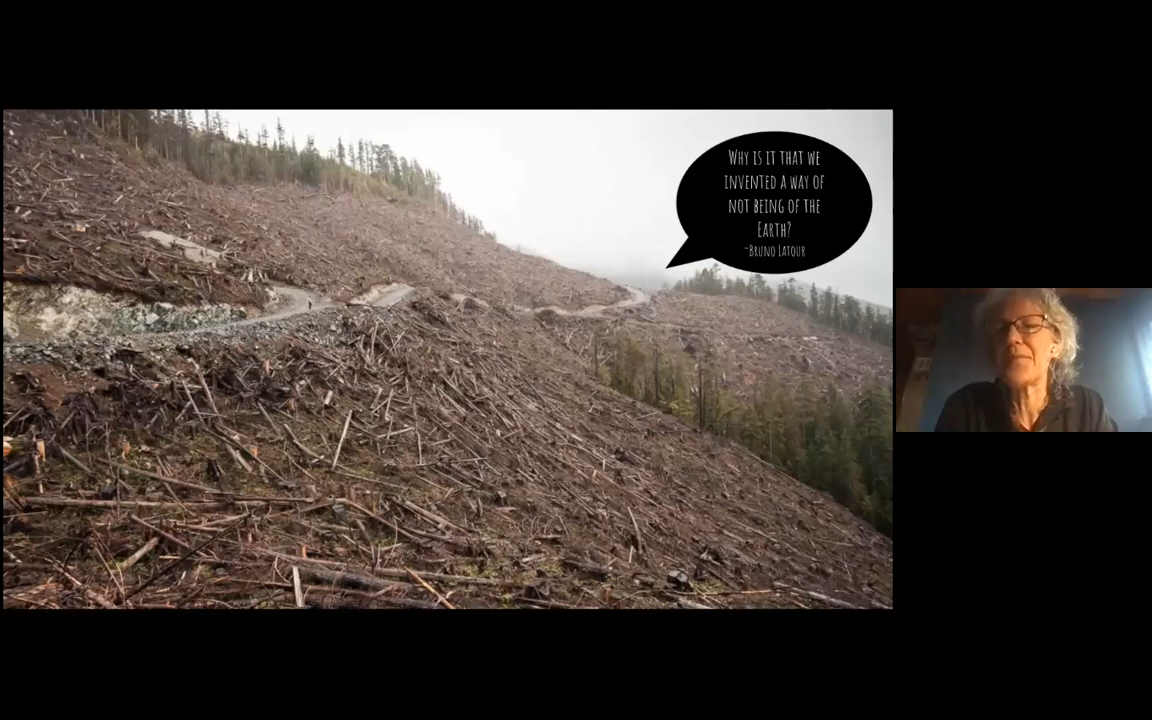 Why is it that we
invented a way of
not being of the
Earth?
~Bruno Latour